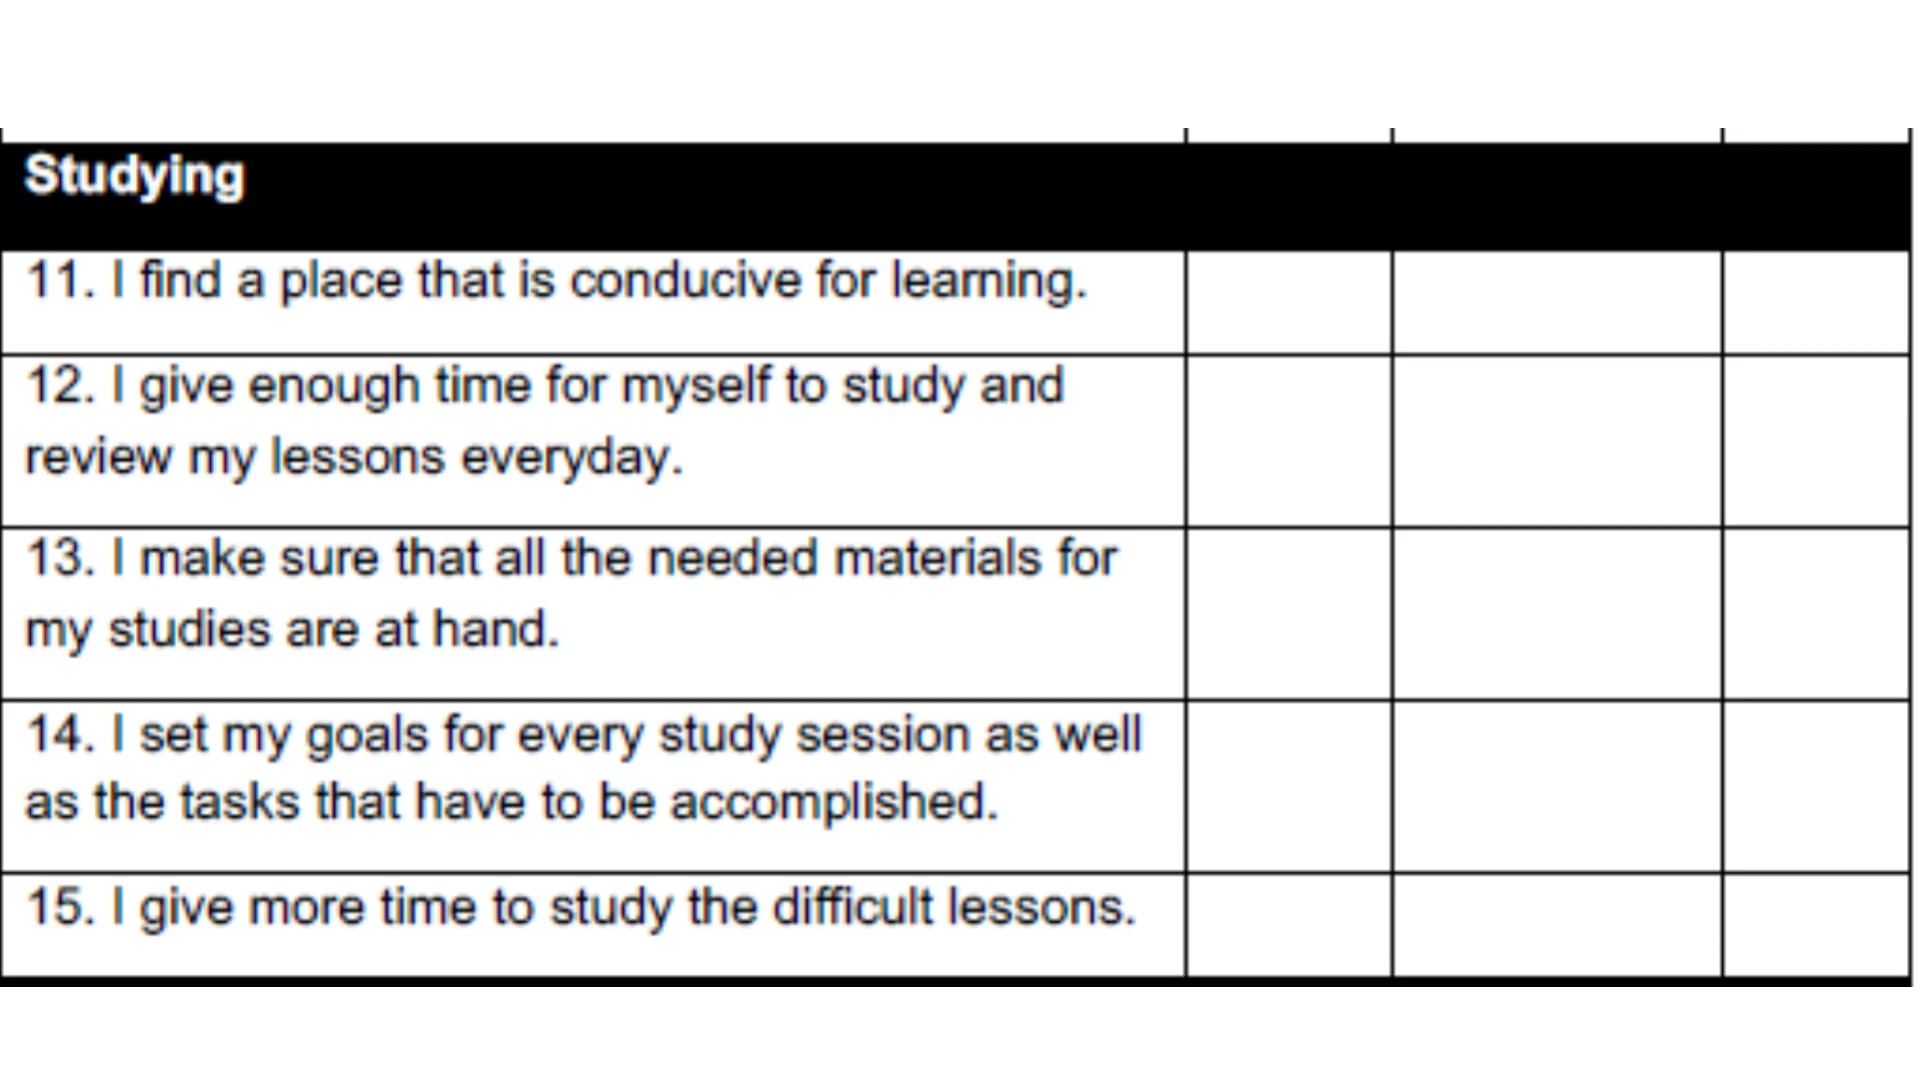 Studying
11. I find a place that is conducive for learning.
12. I give enough time for myself to study and
review my lessons everyday.
13. I make sure that all the needed materials for
my studies are at hand.
14. I set my goals for every study session as well
as the tasks that have to be accomplished.
15. I give more time to study the difficult lessons.